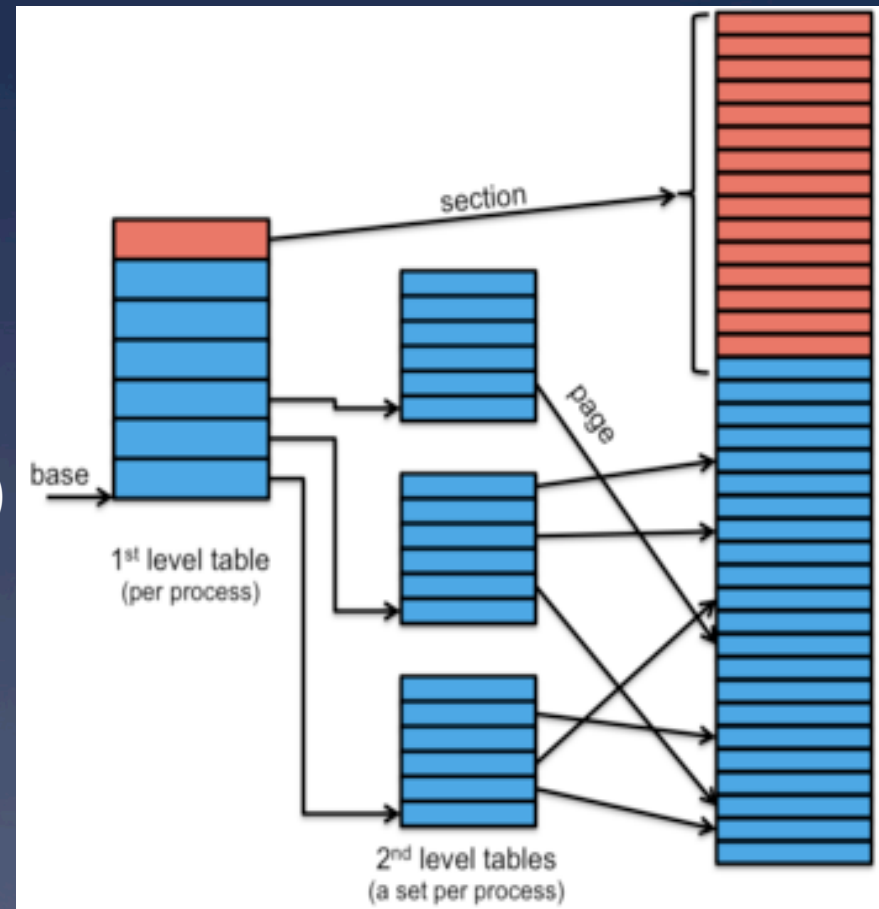 section
page
base
1st level table
(per process)
2nd level tables
(a set per process)
)